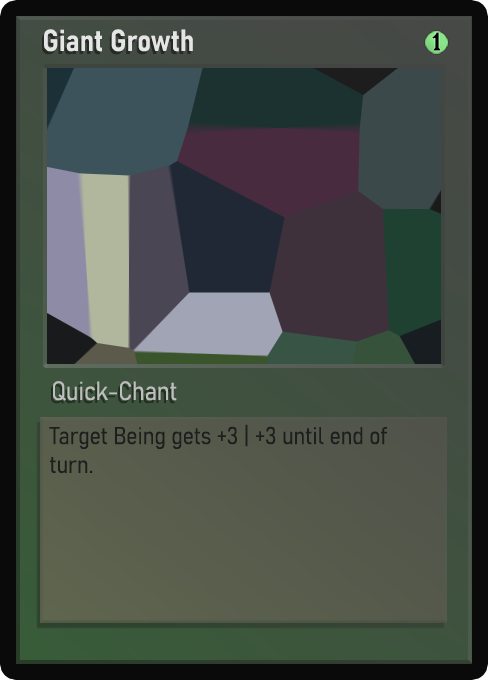 Giant Growth
1
Quick-Chant
Target Being gets +3 | +3 until end of
turn.